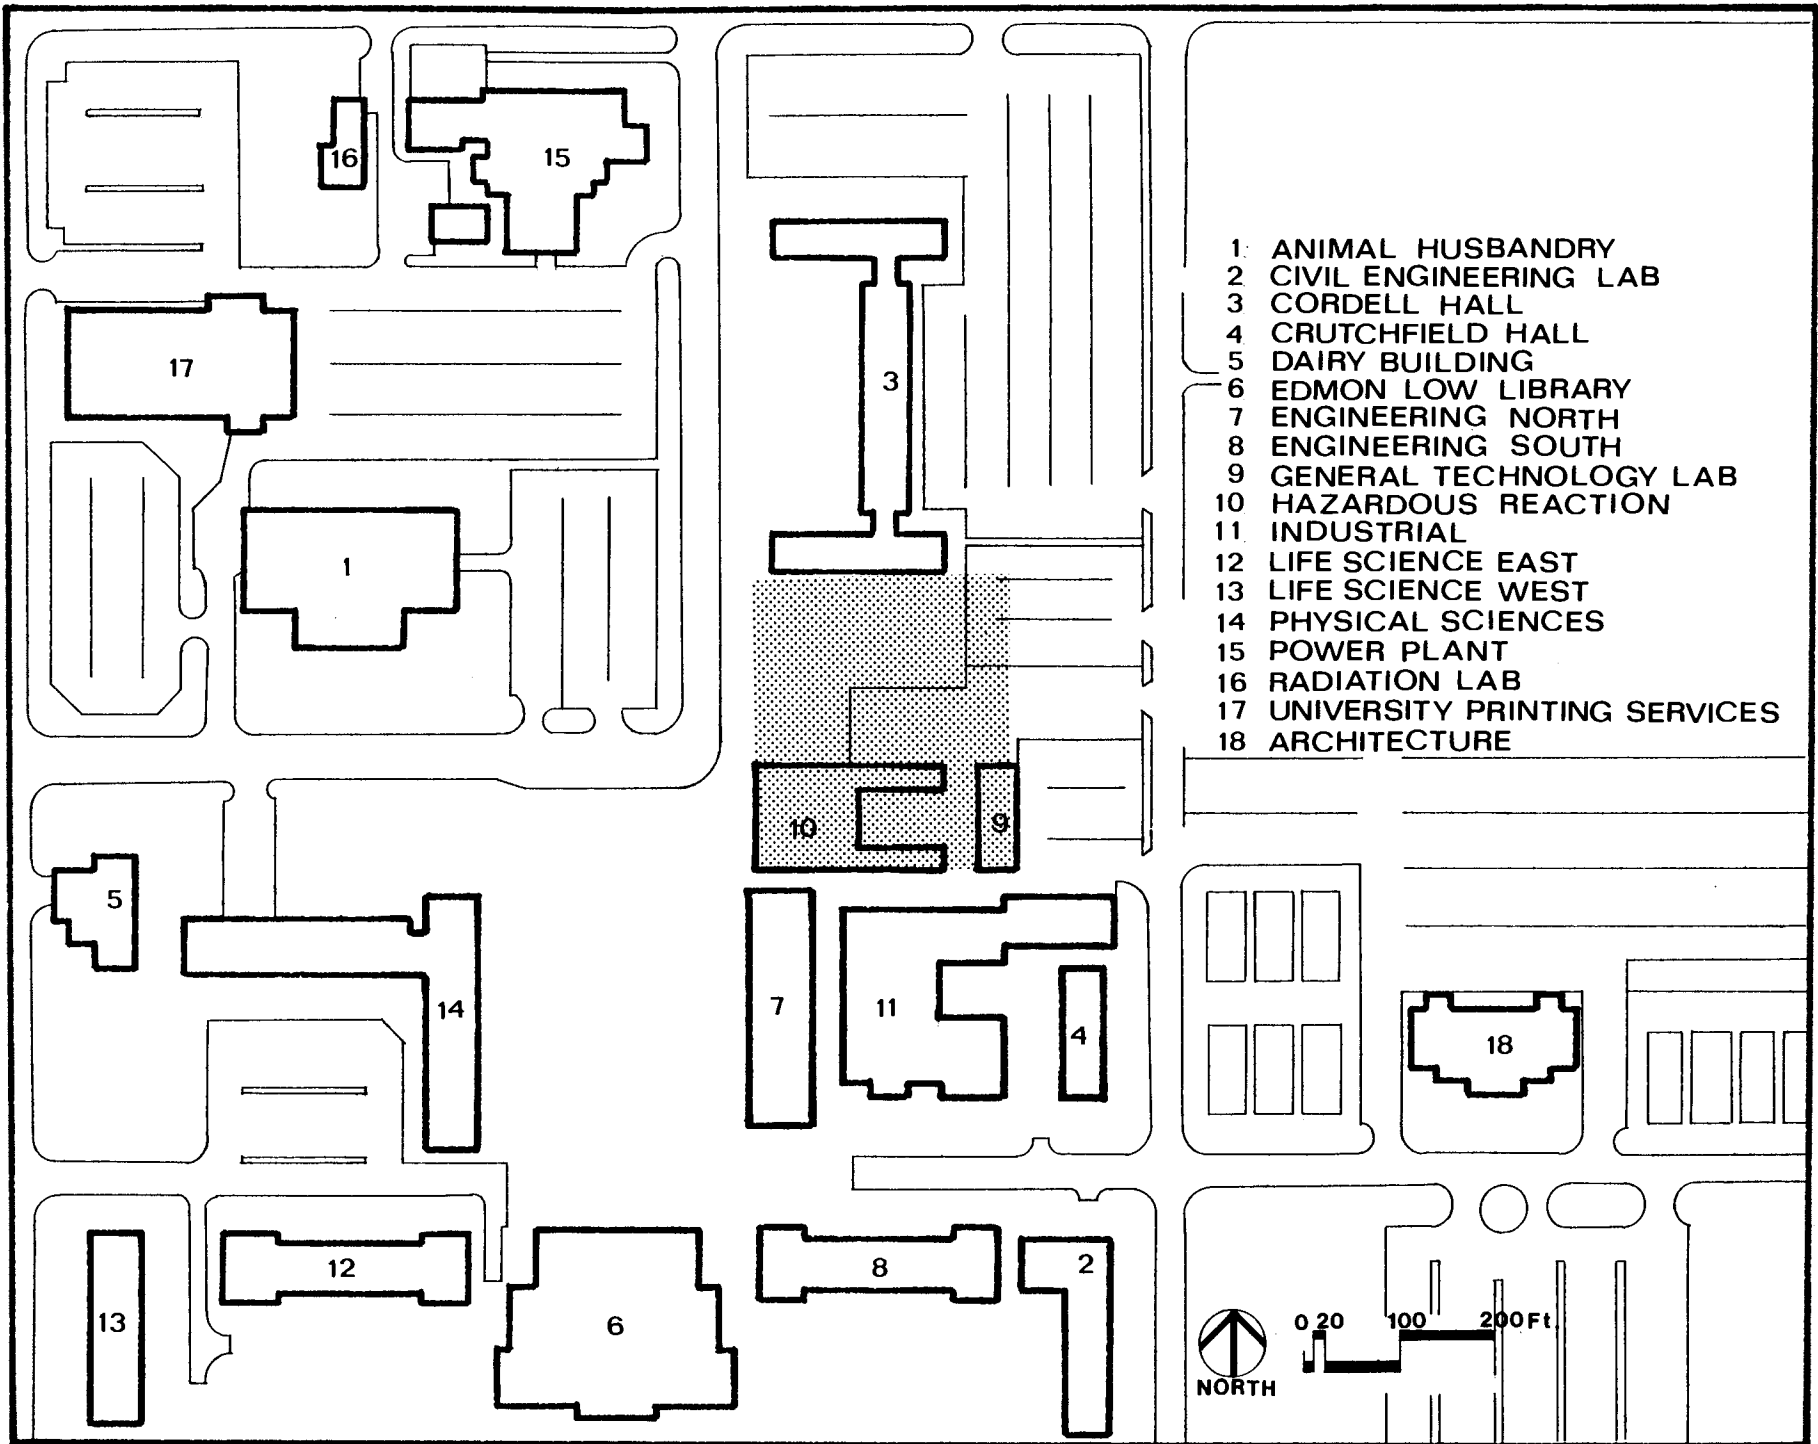 16
15
17
3
1
10
9
5
14
7
11
4
18
12
8
2
13
6
1 ANIMAL HUSBANDRY
2 CIVIL ENGINEERING LAB
3 CORDELL HALL
4 CRUTCHFIELD HALL
5 DAIRY BUILDING
6 EDMON LOW LIBRARY
7 ENGINEERING NORTH
8 ENGINEERING SOUTH
9 GENERAL TECHNOLOGY LAB
10 HAZARDOUS REACTION
11 INDUSTRIAL
12 LIFE SCIENCE EAST
13 LIFE SCIENCE WEST
14 PHYSICAL SCIENCES
15 POWER PLANT
16 RADIATION LAB
17 UNIVERSITY PRINTING SERVICES
18 ARCHITECTURE
0 20 100 200Ft.
NORTH